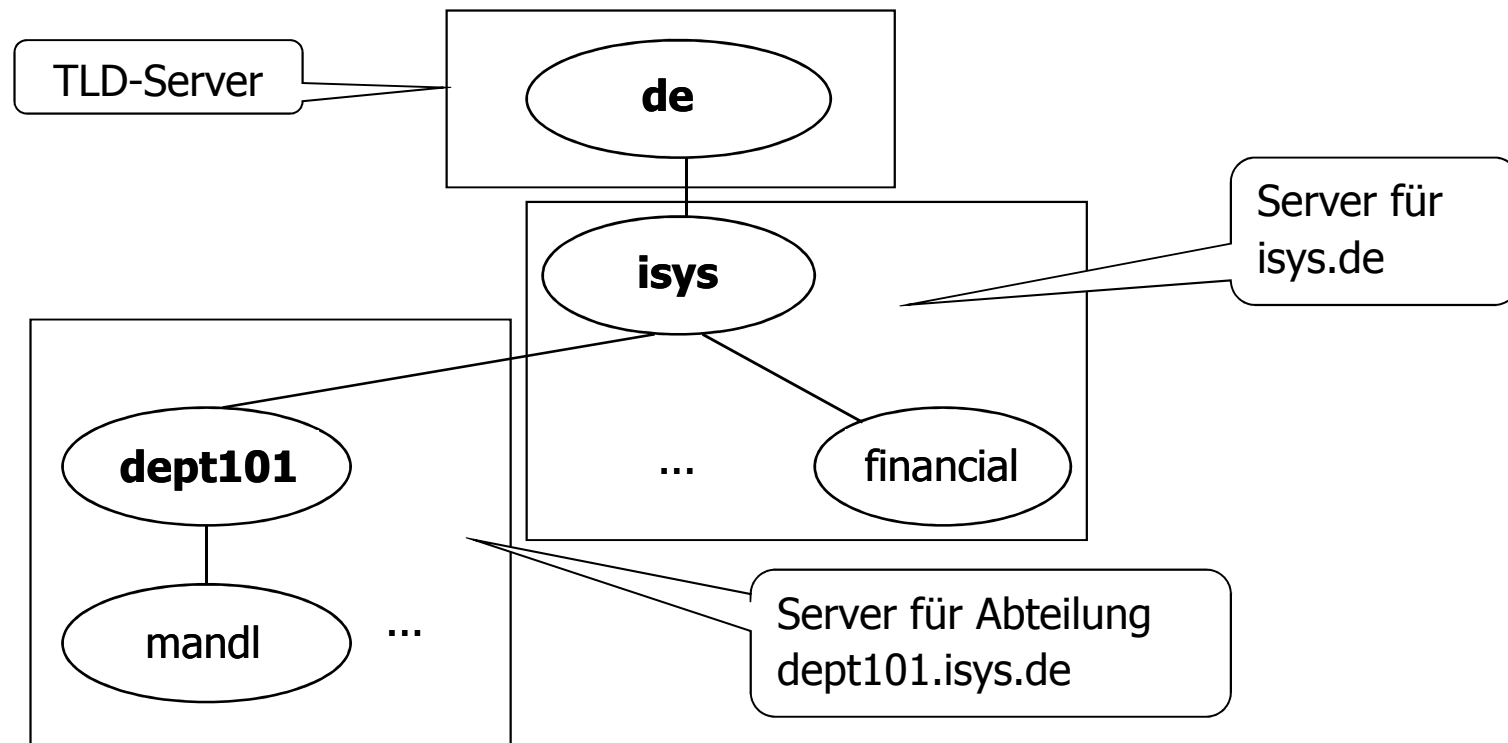 TLD-Server
de
Server für
isys.de
isys
dept101
...
financial
mandl
...
Server für Abteilung
dept101.isys.de